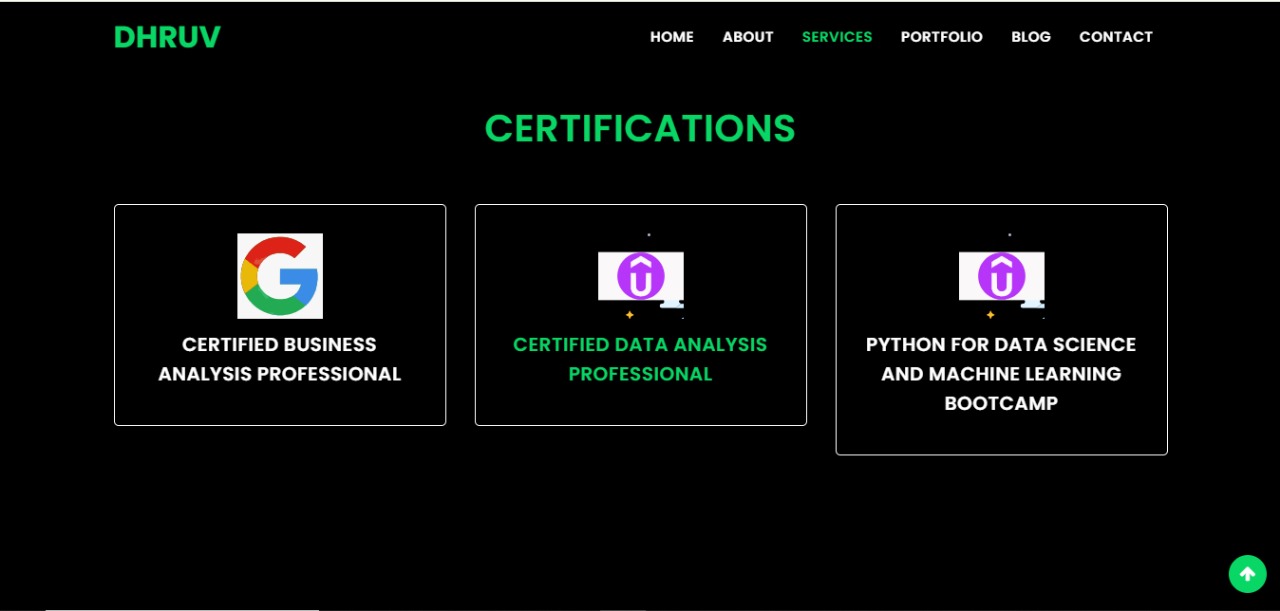 DHRUV
HOME ABOUT SERVICES PORTFOLIO BLOG CONTACT
CERTIFICATIONS
CERTIFIED BUSINESS
ANALYSIS PROFESSIONAL
CERTIFIED DATA ANALYSIS
PROFESSIONAL
PYTHON FOR DATA SCIENCE
AND MACHINE LEARNING
BOOTCAMP